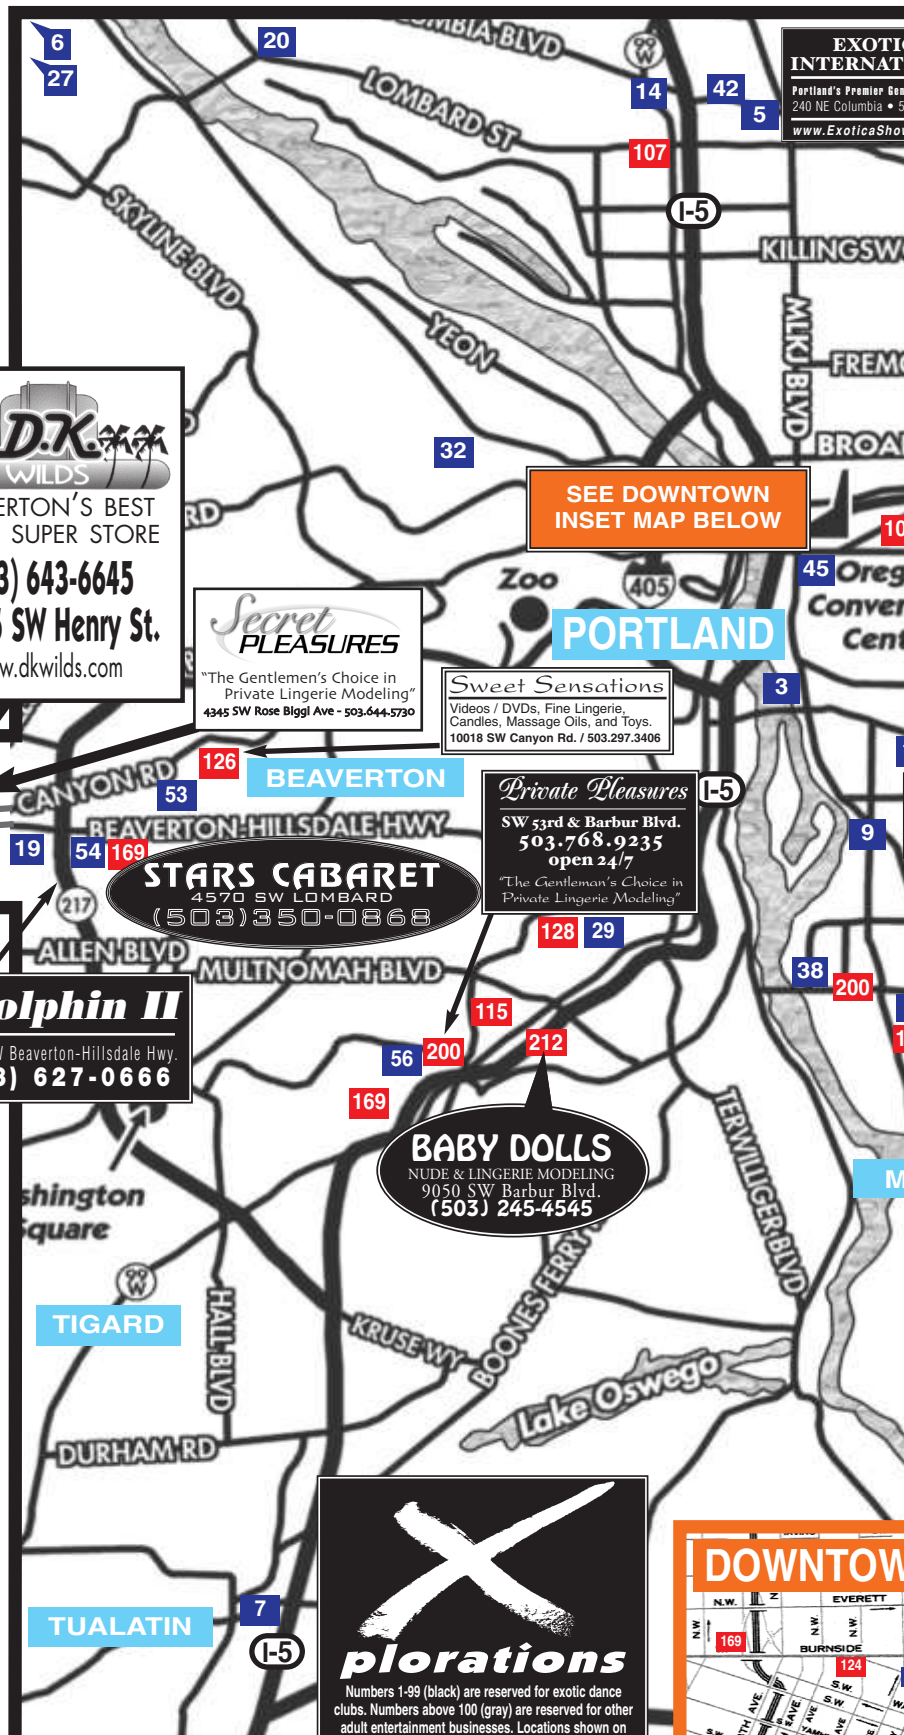 6
27
20
COLUMBIA BLVD
14
42
5
EXOTIC
INTERNAT
Portland's Premier Gen
240 NE Columbia • 5
www.ExoticaShow
LOMBARD ST
107
I-5
SKYLINE BLVD
KILLINGSW
YEON
MLKJ BLVD
FREM
BROA
32
D.K.
WILDS
ERTON'S BEST
SUPER STORE
3) 643-6645
5 SW Henry St.
w.dkwilds.com
RD
SEE DOWNTOWN
INSET MAP BELOW
10
Zoo
405
45
Oreg
Conven
Cent
PORTLAND
Secret
PLEASURES
"The Gentlemen's Choice in
Private Lingerie Modeling"
4345 SW Rose Biggi Ave - 503.644.5730
Sweet Sensations
Videos / DVDs, Fine Lingerie,
Candles, Massage Oils, and Toys.
10018 SW Canyon Rd. / 503.297.3406
3
126
BEAVERTON
CANYON RD
53
Private Pleasures
SW 53rd & Barbur Blvd.
503.768.9235
open 24/7
"The Gentleman's Choice in
Private Lingerie Modeling"
I-5
BEAVERTON-HILLSDALE HWY
19
54
169
9
STARS CABARET
4570 SW LOMBARD
(503)350-0868
217
128
29
ALLEN BLVD
MULTNOMAH BLVD
38
200
olphin II
W Beaverton-Hillsdale Hwy.
3) 627-0666
115
56
200
212
169
BABY DOLLS
NUDE & LINGERIE MODELING
9050 SW Barbur Blvd.
(503) 245-4545
TERWILLIGER BLVD
M
shington
Square
TIGARD
HALL BLVD
KRUSE WY
BOONES FERRY
Lake Oswego
DURHAM RD
X
plorations
Numbers 1-99 (black) are reserved for exotic dance
clubs. Numbers above 100 (gray) are reserved for other
adult entertainment businesses. Locations shown on
TUALATIN
7
I-5
DOWNTOW
N.W.
EVERETT
N.W.
N.W.
N.W.
169
BURNSIDE
124
S.W.
S.W.
AVE.
AVE.
AVE